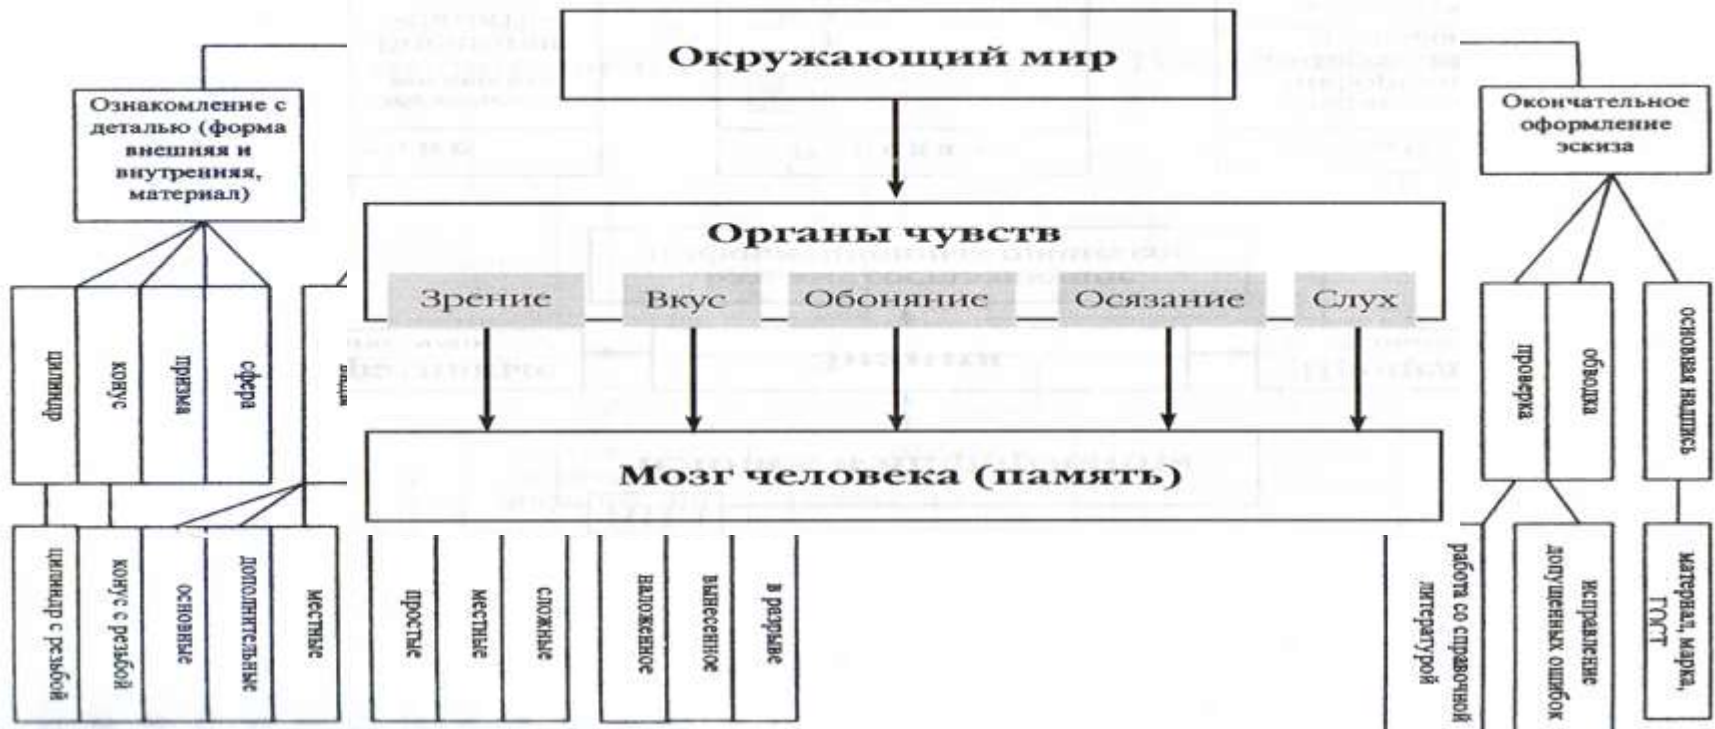 Окружающий мир
Ознакомление с
деталью (форма
внешняя и
внутренняя,
материал)
Окончательное
оформление
эскиза
Органы чувств
Зрение
Вкус
Обоняние
Осязание
Слух
цилиндр
конус
призма
сфера
проверка
обводка
основная надпись
Мозг человека (память)
цилиндр с резьбой
конус с резьбой
основные
дополнительные
местные
простые
местные
сложные
наложенное
вынесенное
в разрыве
работа со справочной
литературой
исправление
допущенных ошибок
материал, марка,
ГОСТ